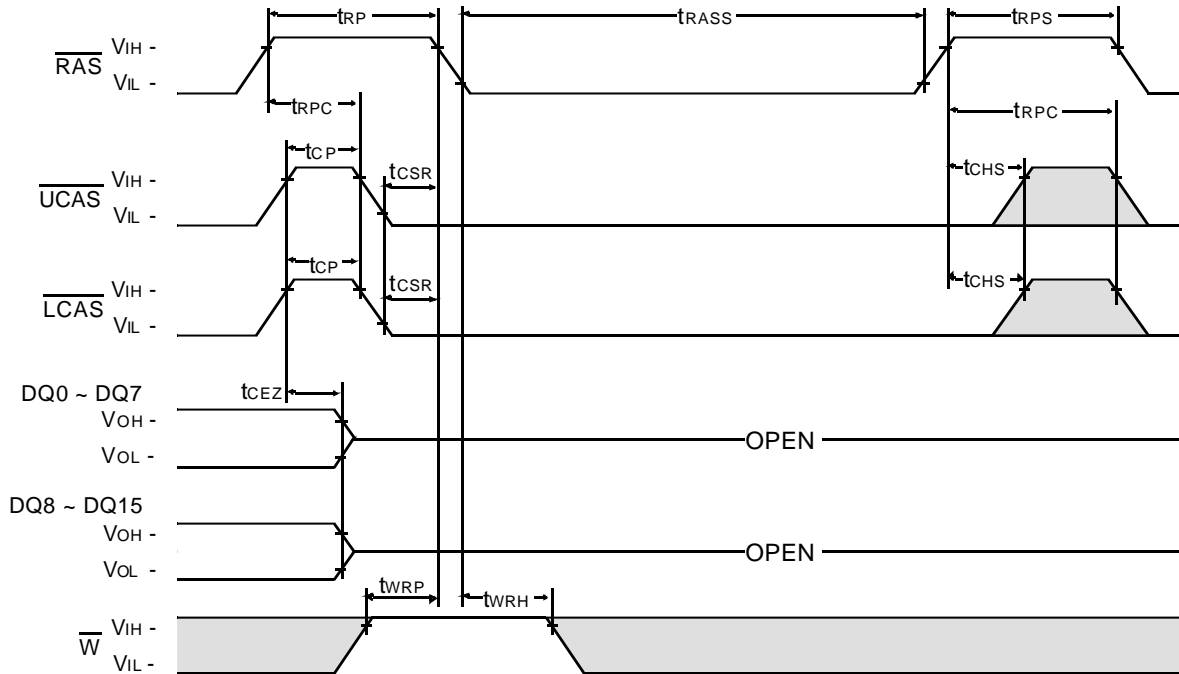 tRP tRASS tRPS
RAS
VIH -
VIL -
tRPC tRPC
tCP tCSR tCHS
UCAS
VIH -
VIL -
tCP tCSR tCHS
LCAS
VIH -
VIL -
tCEZ
DQ0 ~ DQ7
VOH -
VOL -
OPEN
DQ8 ~ DQ15
VOH -
VOL -
OPEN
tWRP tWRH
W
VIH -
VIL -